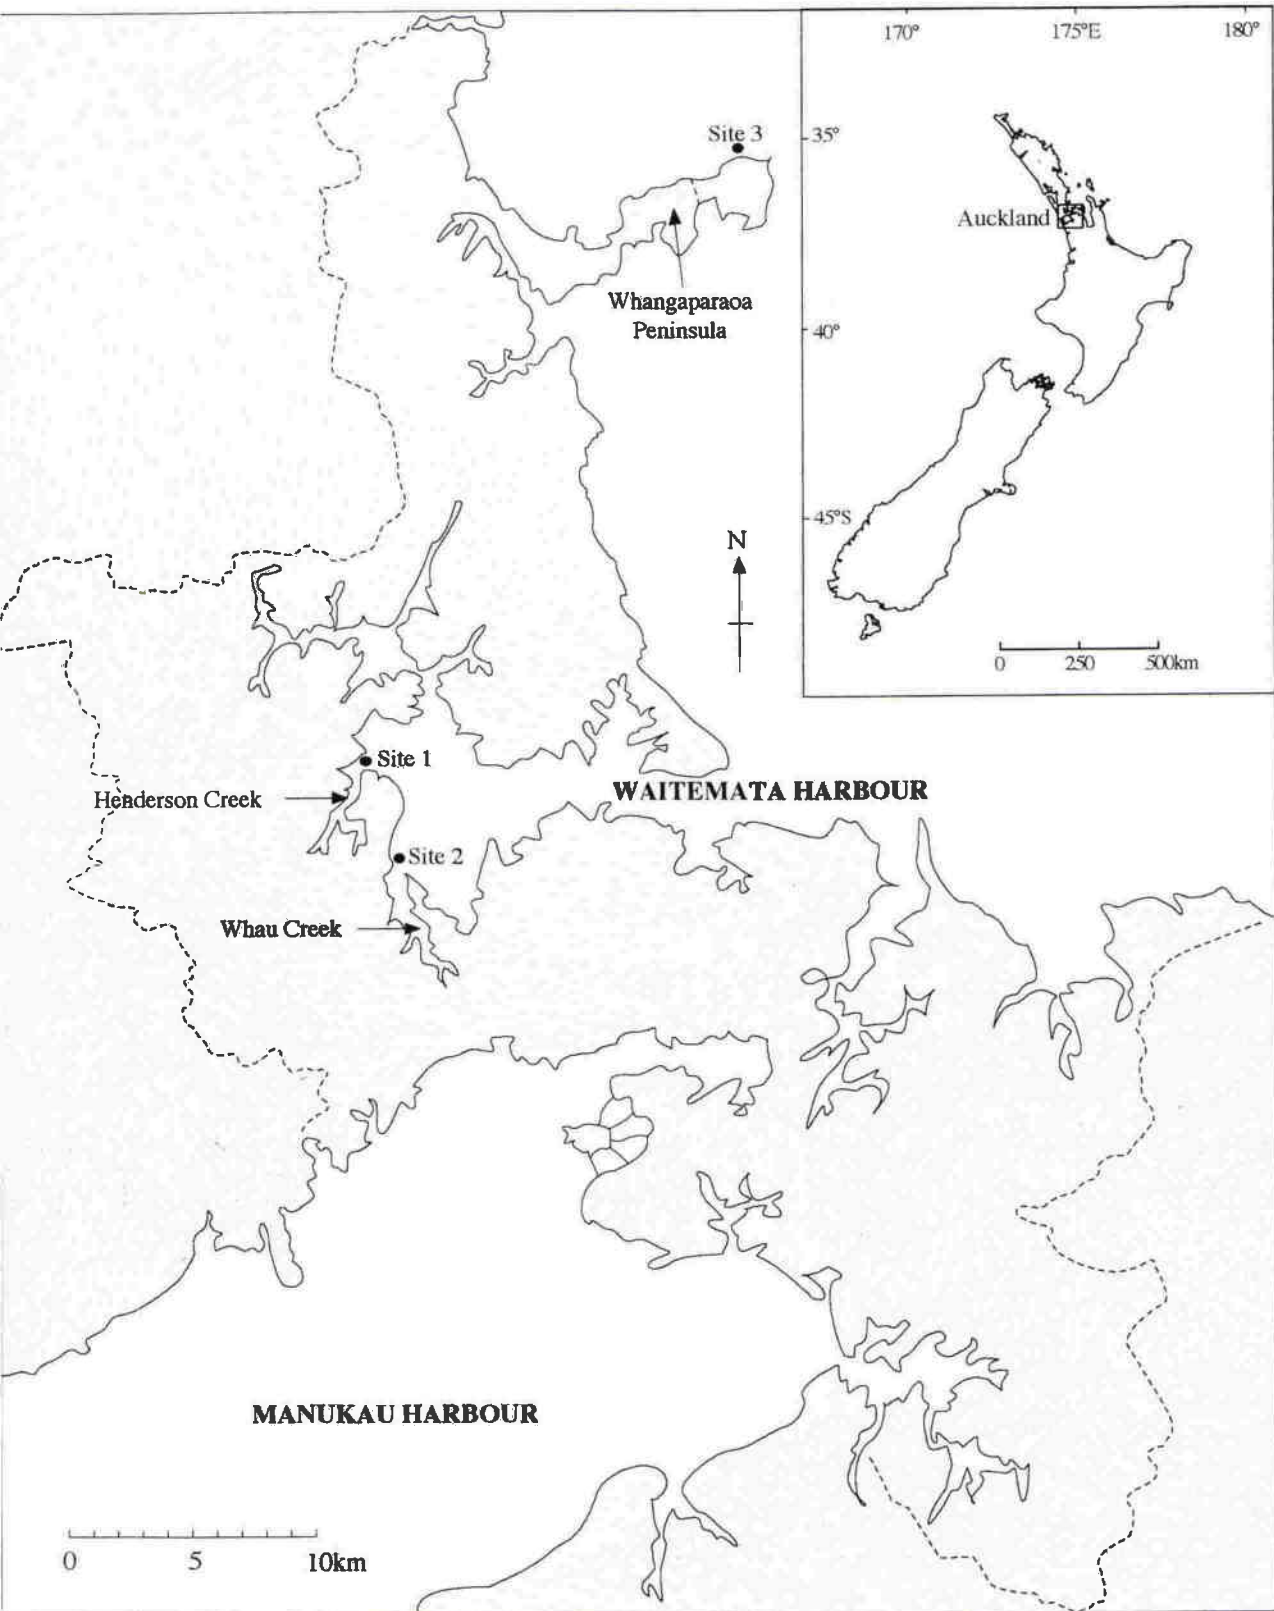 170°
175°E
180°
Site 3
35°
Auckland
Whangaparaoa
Peninsula
40°
45°S
N
0
250
500km
Site 1
WAITEMATA HARBOUR
Henderson Creek
Site 2
Whau Creek
MANUKAU HARBOUR
0
5
10km